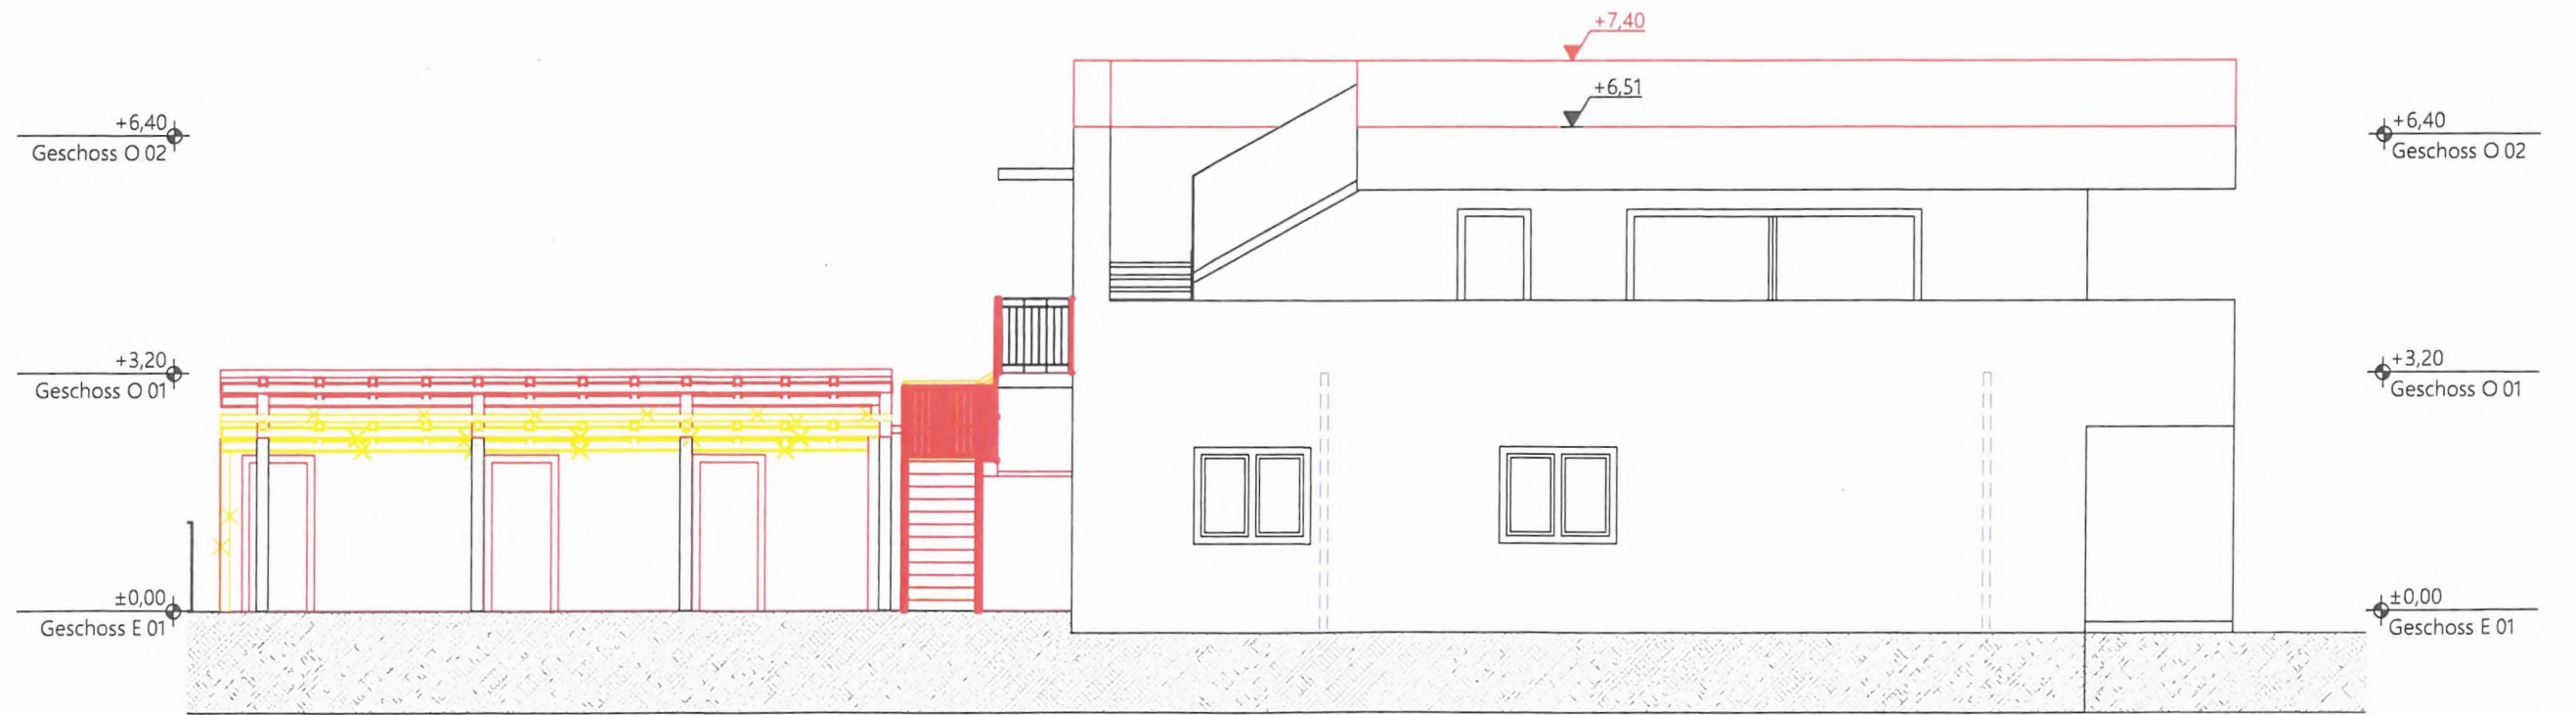 +7,40
+6,51
+6,40
Geschoss O 02
+6,40
Geschoss O 02
+3,20
Geschoss O 01
+3,20
Geschoss O 01
±0,00
Geschoss E 01
±0,00
Geschoss E 01